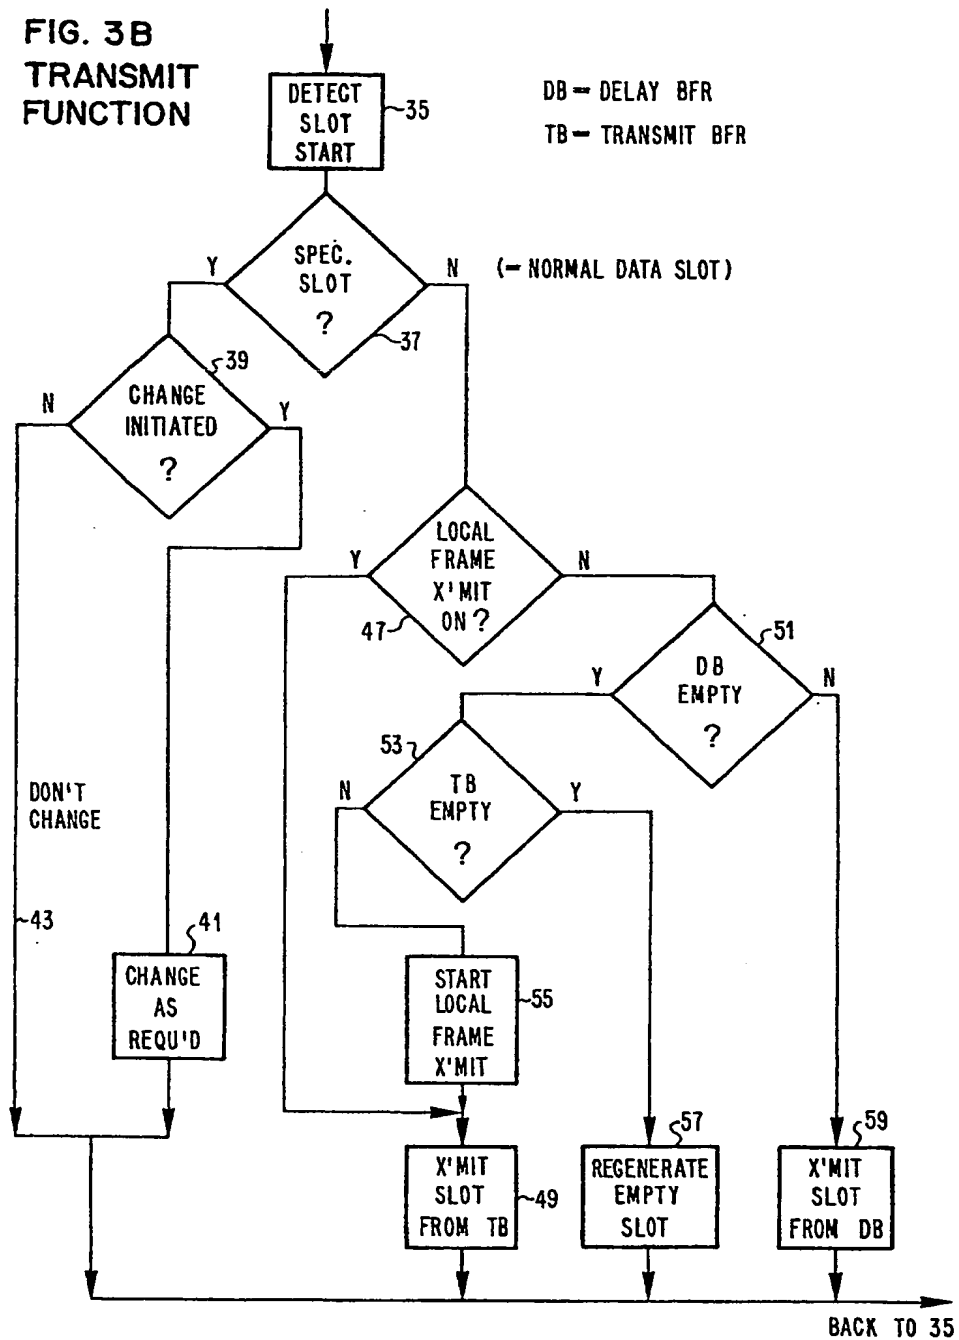 FIG. 3B
TRANSMIT
FUNCTION
DETECT
SLOT
START
35
DB = DELAY BFR
TB = TRANSMIT BFR
SPEC.
SLOT
?
37
Y
N
(= NORMAL DATA SLOT)
CHANGE
INITIATED
?
39
N
Y
LOCAL
FRAME
X'MIT
ON ?
47
Y
N
DB
EMPTY
?
51
Y
N
TB
EMPTY
?
53
N
Y
DON'T
CHANGE
43
CHANGE
AS
REQU'D
41
START
LOCAL
FRAME
X'MIT
55
X'MIT
SLOT
FROM TB
49
REGENERATE
EMPTY
SLOT
57
X'MIT
SLOT
FROM DB
59
BACK TO 35